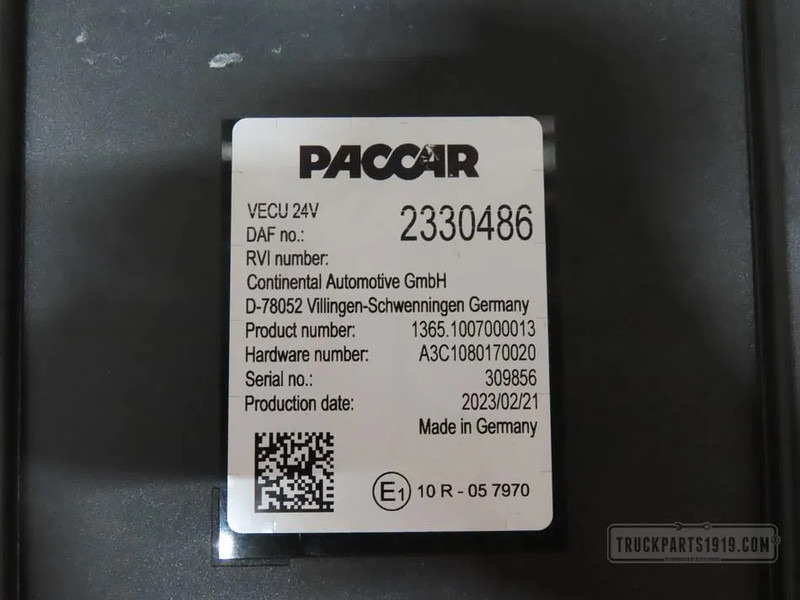 PACCAR
VECU 24V
DAF no.: 2330486
RVI number:
Continental Automotive GmbH
D-78052 Villingen-Schwenningen Germany
Product number: 1365.1007000013
Hardware number: A3C1080170020
Serial no.: 309856
Production date: 2023/02/21
Made in Germany
E1 10 R - 05 7970
TRUCKPARTS1919.COM